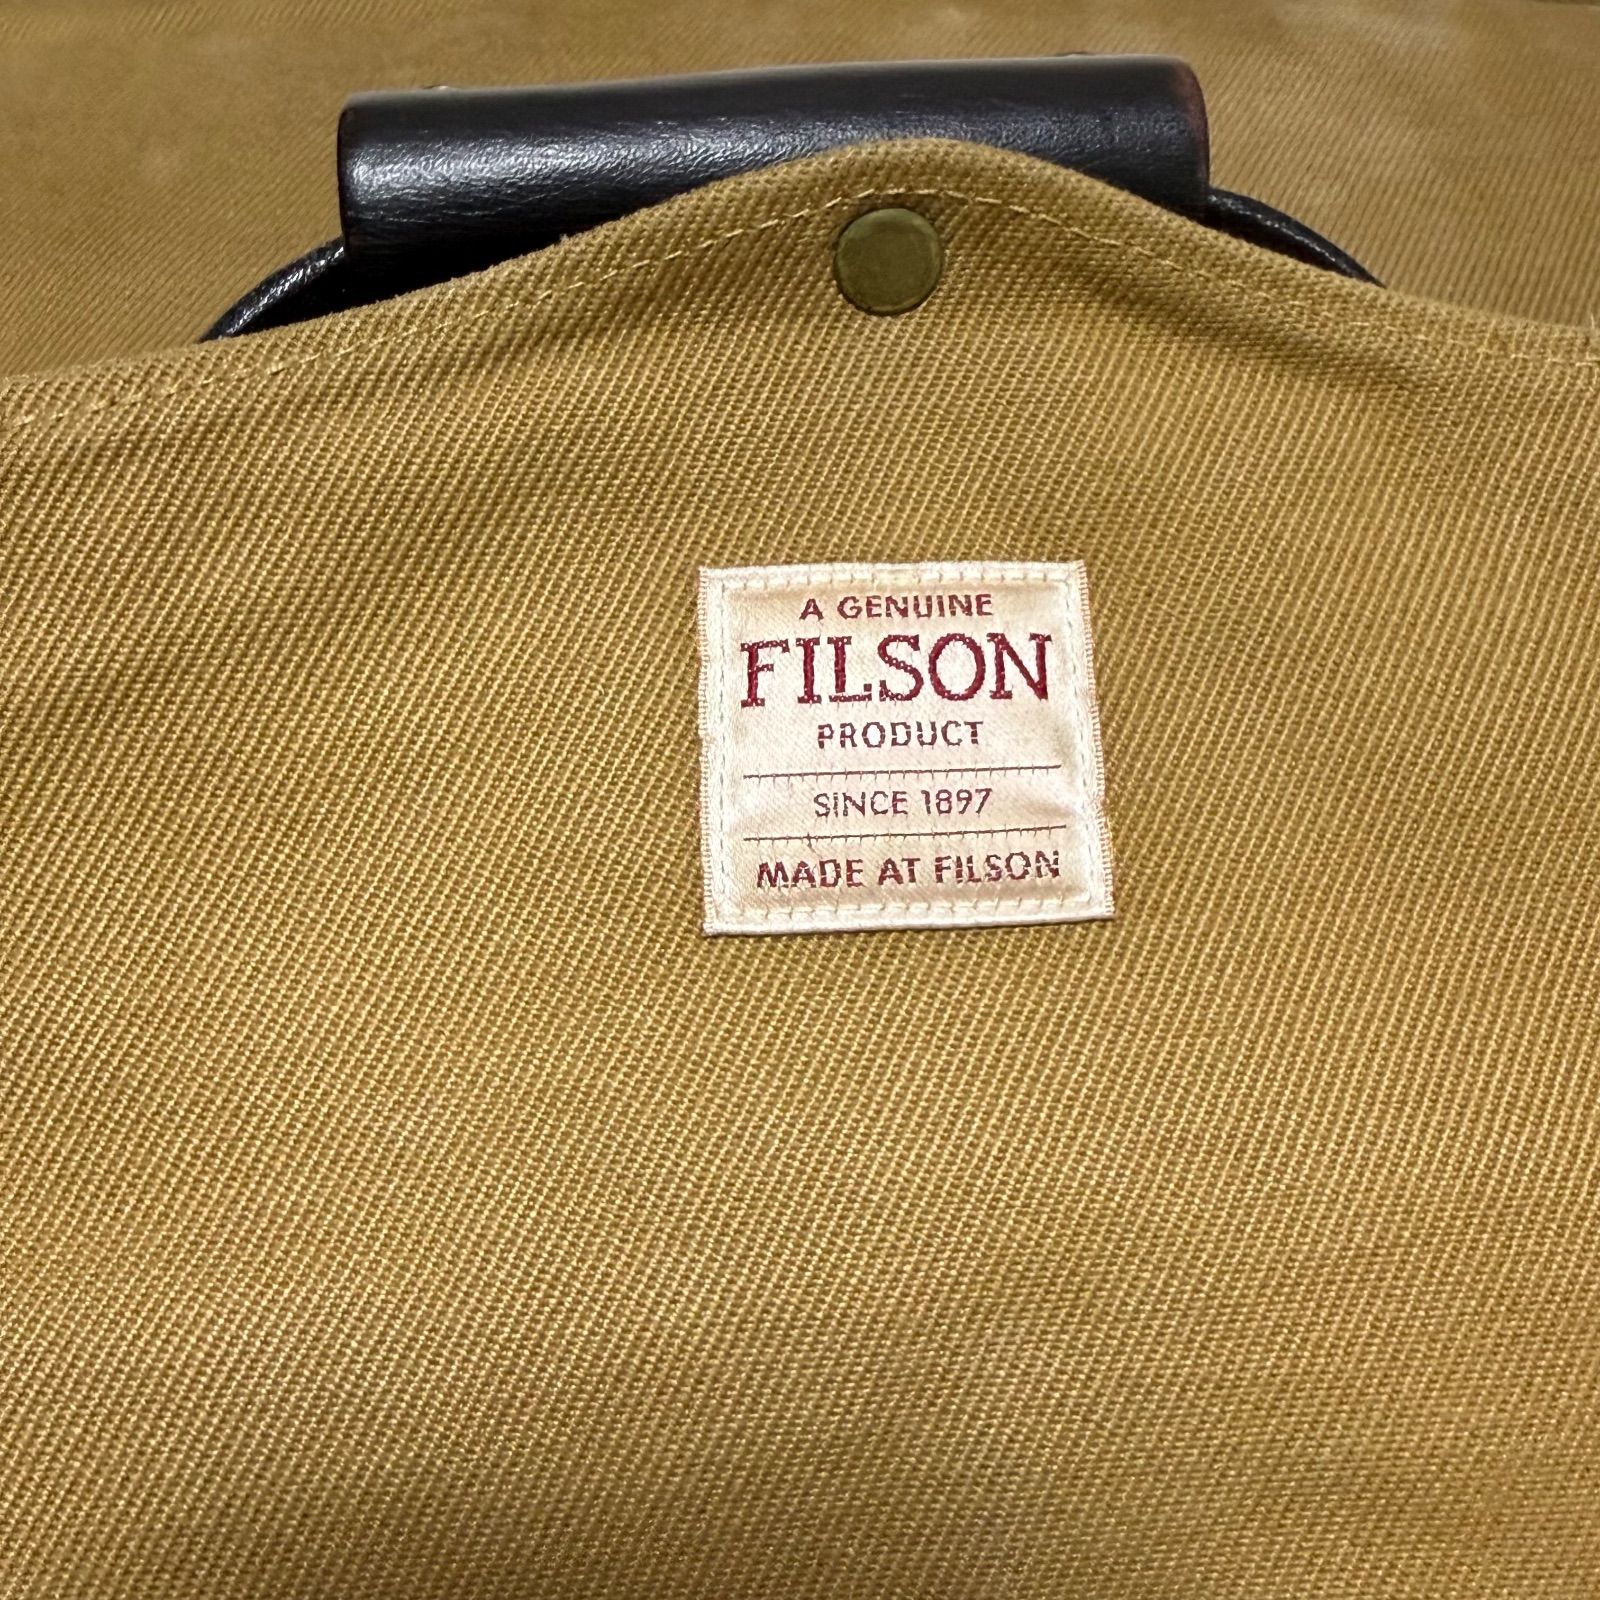 A GENUINE
FILSON
PRODUCT
SINCE 1897
MADE AT FILSON